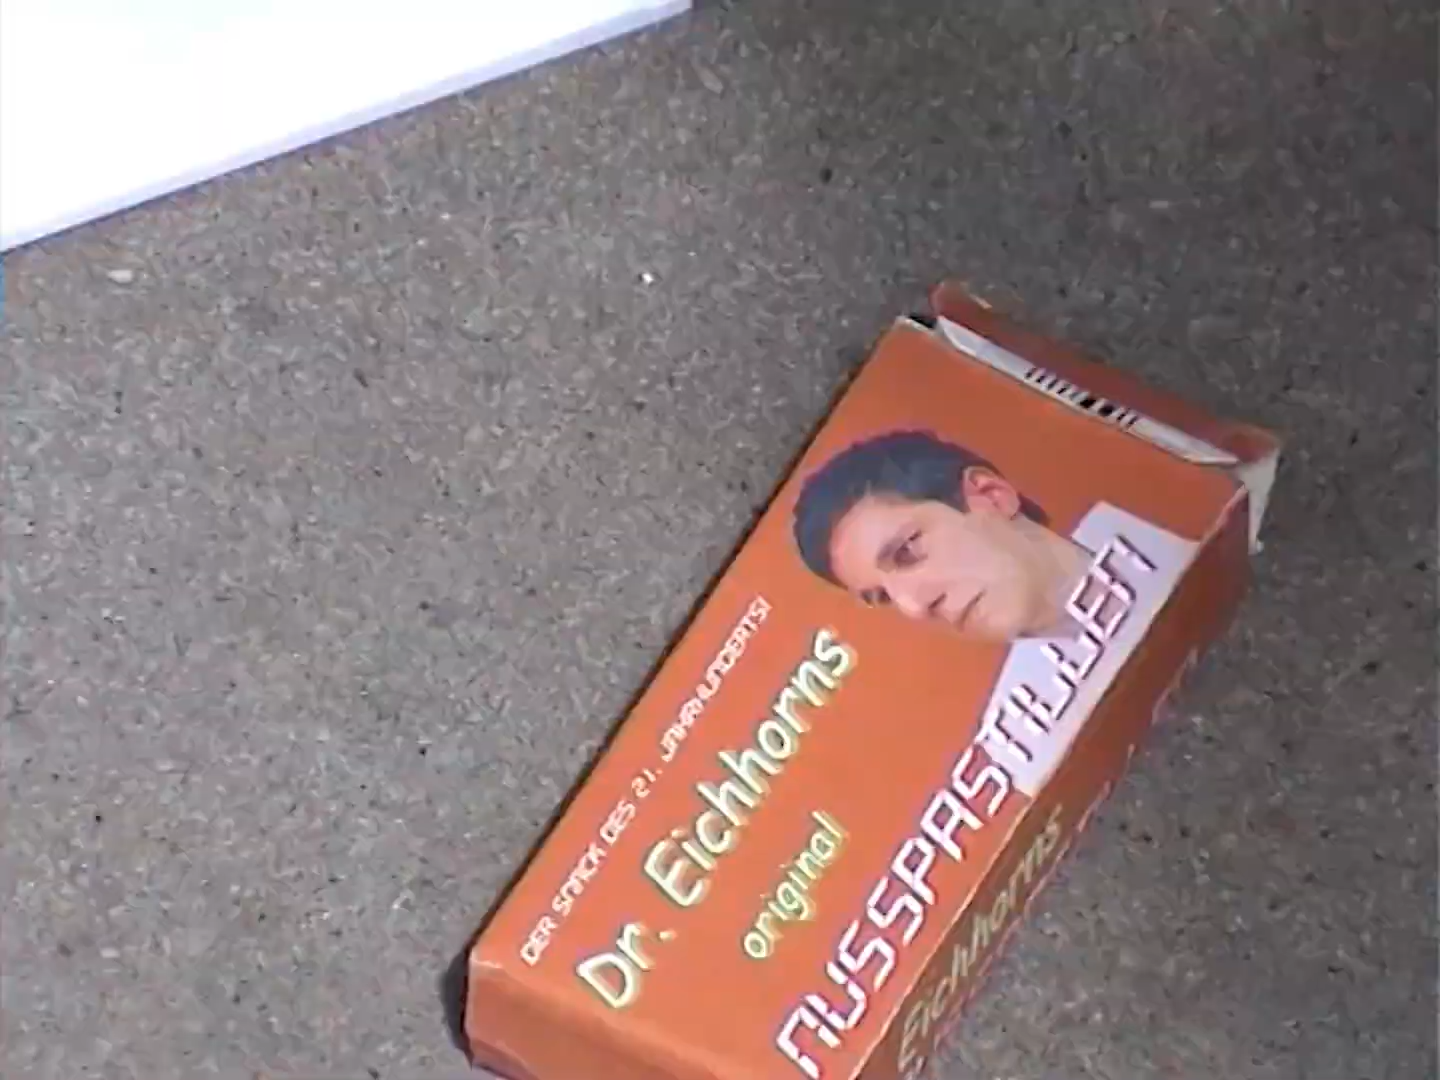 DER SNACK DES 21. JAHRHUNDERTS!
Dr. Eichhorns
original
NUSSPASTILLEN
Eichhorns